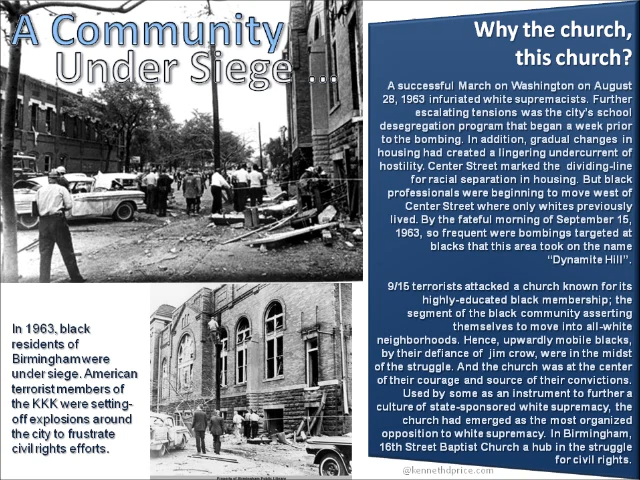 A Community
Under Siege ...
Why the church,
this church?
A successful March on Washington on August
28, 1963 infuriated white supremacists. Further
escalating tensions was the city's school
desegregation program that began a week prior
to the bombing. In addition, gradual changes in
housing had created a lingering undercurrent of
hostility. Center Street marked the dividing-line
for racial separation in housing. But black
professionals were beginning to move west of
Center Street where only whites previously
lived. By the fateful morning of September 15,
1963, so frequent were bombings targeted at
blacks that this area took on the name
“Dynamite Hill”.
9/15 terrorists attacked a church known for its
highly-educated black membership; the
segment of the black community asserting
themselves to move into all-white
neighborhoods. Hence, upwardly mobile blacks,
by their defiance of jim crow, were in the midst
of the struggle. And the church was at the center
of their courage and source of their convictions.
Used by some as an instrument to further a
culture of state-sponsored white supremacy, the
church had emerged as the most organized
opposition to white supremacy. In Birmingham,
16th Street Baptist Church a hub in the struggle
for civil rights.
In 1963, black
residents of
Birmingham were
under siege. American
terrorist members of
the KKK were setting-
off explosions around
the city to frustrate
civil rights efforts.
Property of Birmingham Public Library
@kennethdprice.com